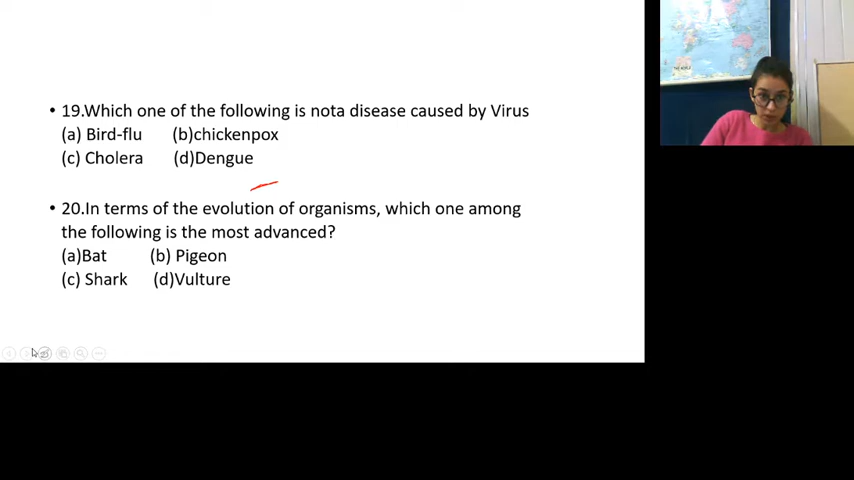 • 19.Which one of the following is nota disease caused by Virus
(a) Bird-flu (b)chickenpox
(c) Cholera (d)Dengue
• 20.In terms of the evolution of organisms, which one among
the following is the most advanced?
(a)Bat (b) Pigeon
(c) Shark (d)Vulture
THE WORLD